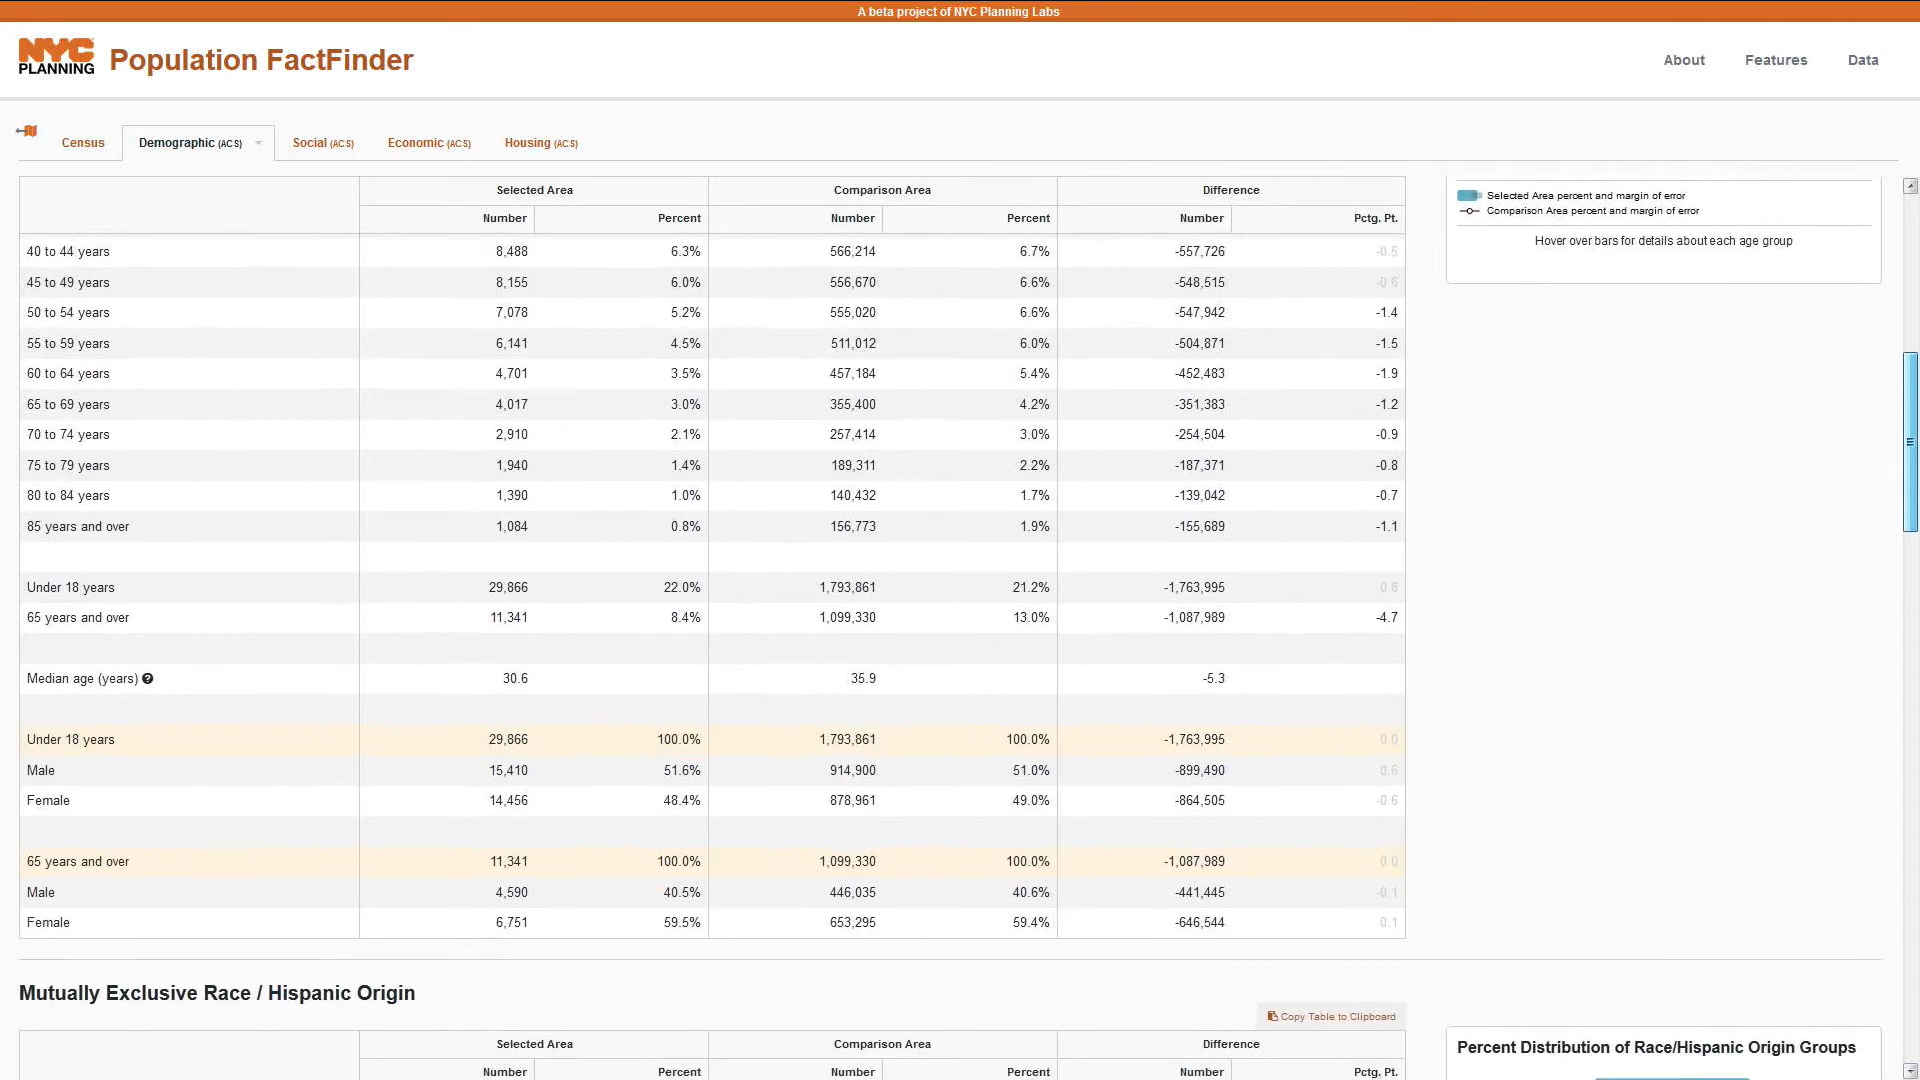 A beta project of NYC Planning Labs
NYC
PLANNING
Population FactFinder
About Features Data
Census Demographic (ACS) Social (ACS) Economic (ACS) Housing (ACS)
Selected Area Comparison Area Difference
Number Percent Number Percent Number Pctg. Pt.
Selected Area percent and margin of error
Comparison Area percent and margin of error
Hover over bars for details about each age group
40 to 44 years 8,488 6.3% 566,214 6.7% -557,726 -0.5
45 to 49 years 8,155 6.0% 556,670 6.6% -548,515 -0.6
50 to 54 years 7,078 5.2% 555,020 6.6% -547,942 -1.4
55 to 59 years 6,141 4.5% 511,012 6.0% -504,871 -1.5
60 to 64 years 4,701 3.5% 457,184 5.4% -452,483 -1.9
65 to 69 years 4,017 3.0% 355,400 4.2% -351,383 -1.2
70 to 74 years 2,910 2.1% 257,414 3.0% -254,504 -0.9
75 to 79 years 1,940 1.4% 189,311 2.2% -187,371 -0.8
80 to 84 years 1,390 1.0% 140,432 1.7% -139,042 -0.7
85 years and over 1,084 0.8% 156,773 1.9% -155,689 -1.1
Under 18 years 29,866 22.0% 1,793,861 21.2% -1,763,995 0.8
65 years and over 11,341 8.4% 1,099,330 13.0% -1,087,989 -4.7
Median age (years) 30.6 35.9 -5.3
Under 18 years 29,866 100.0% 1,793,861 100.0% -1,763,995 0.0
Male 15,410 51.6% 914,900 51.0% -899,490 0.6
Female 14,456 48.4% 878,961 49.0% -864,505 -0.6
65 years and over 11,341 100.0% 1,099,330 100.0% -1,087,989 0.0
Male 4,590 40.5% 446,035 40.6% -441,445 -0.1
Female 6,751 59.5% 653,295 59.4% -646,544 0.1
Mutually Exclusive Race / Hispanic Origin
Copy Table to Clipboard
Selected Area Comparison Area Difference
Number Percent Number Percent Number Pctg. Pt.
Percent Distribution of Race/Hispanic Origin Groups